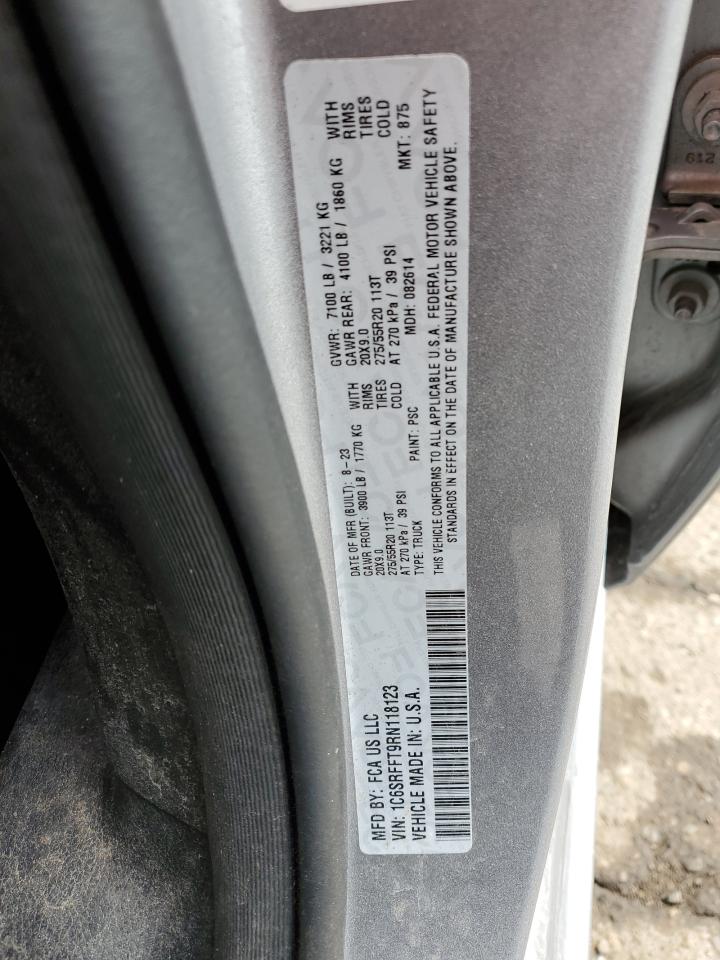 MFD BY: FCA US LLC
DATE OF MFR (BUILT): 8-23
GVWR: 7100 LB / 3221 KG
GAWR FRONT: 3900 LB / 1770 KG WITH
20X9.0 RIMS
275/55R20 113T TIRES
AT 270 kPa / 39 PSI COLD
GAWR REAR: 4100 LB / 1860 KG WITH
20X9.0 RIMS
275/55R20 113T TIRES
AT 270 kPa / 39 PSI COLD
VIN: 1C6SRFFT9RN118123
TYPE: TRUCK
PAINT: PSC
MDH: 082614
MKT: 875
VEHICLE MADE IN: U.S.A.
THIS VEHICLE CONFORMS TO ALL APPLICABLE U.S.A. FEDERAL MOTOR VEHICLE SAFETY
STANDARDS IN EFFECT ON THE DATE OF MANUFACTURE SHOWN ABOVE.
612